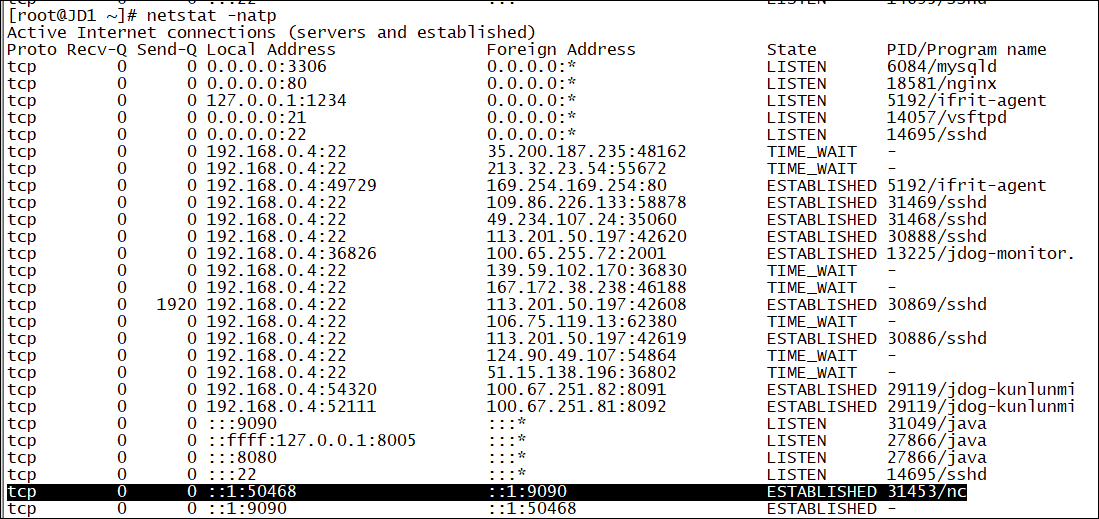 [root@JD1 ~]# netstat -natp
Active Internet connections (servers and established)
Proto Recv-Q Send-Q Local Address Foreign Address State PID/Program name
tcp 0 0 0.0.0.0:3306 0.0.0.0:* LISTEN 6084/mysqld
tcp 0 0 0.0.0.0:80 0.0.0.0:* LISTEN 18581/nginx
tcp 0 0 127.0.0.1:1234 0.0.0.0:* LISTEN 5192/ifrit-agent
tcp 0 0 0.0.0.0:21 0.0.0.0:* LISTEN 14057/vsftpd
tcp 0 0 0.0.0.0:22 0.0.0.0:* LISTEN 14695/sshd
tcp 0 0 192.168.0.4:22 35.200.187.235:48162 TIME_WAIT -
tcp 0 0 192.168.0.4:22 213.32.23.54:55672 TIME_WAIT -
tcp 0 0 192.168.0.4:49729 169.254.169.254:80 ESTABLISHED 5192/ifrit-agent
tcp 0 0 192.168.0.4:22 109.86.226.133:58878 ESTABLISHED 31469/sshd
tcp 0 0 192.168.0.4:22 49.234.107.24:35060 ESTABLISHED 31468/sshd
tcp 0 0 192.168.0.4:22 113.201.50.197:42620 ESTABLISHED 30888/sshd
tcp 0 0 192.168.0.4:36826 100.65.255.72:2001 ESTABLISHED 13225/jdog-monitor.
tcp 0 0 192.168.0.4:22 139.59.102.170:36830 TIME_WAIT -
tcp 0 0 192.168.0.4:22 167.172.38.238:46188 TIME_WAIT -
tcp 0 1920 192.168.0.4:22 113.201.50.197:42608 ESTABLISHED 30869/sshd
tcp 0 0 192.168.0.4:22 106.75.119.13:62380 TIME_WAIT -
tcp 0 0 192.168.0.4:22 113.201.50.197:42619 ESTABLISHED 30886/sshd
tcp 0 0 192.168.0.4:22 124.90.49.107:54864 TIME_WAIT -
tcp 0 0 192.168.0.4:22 51.15.138.196:36802 TIME_WAIT -
tcp 0 0 192.168.0.4:54320 100.67.251.82:8091 ESTABLISHED 29119/jdog-kunlunmi
tcp 0 0 192.168.0.4:52111 100.67.251.81:8092 ESTABLISHED 29119/jdog-kunlunmi
tcp 0 0 :::9090 :::* LISTEN 31049/java
tcp 0 0 ::ffff:127.0.0.1:8005 :::* LISTEN 27866/java
tcp 0 0 :::8080 :::* LISTEN 27866/java
tcp 0 0 :::22 :::* LISTEN 14695/sshd
tcp 0 0 ::1:50468 ::1:9090 ESTABLISHED 31453/nc
tcp 0 0 ::1:9090 ::1:50468 ESTABLISHED -